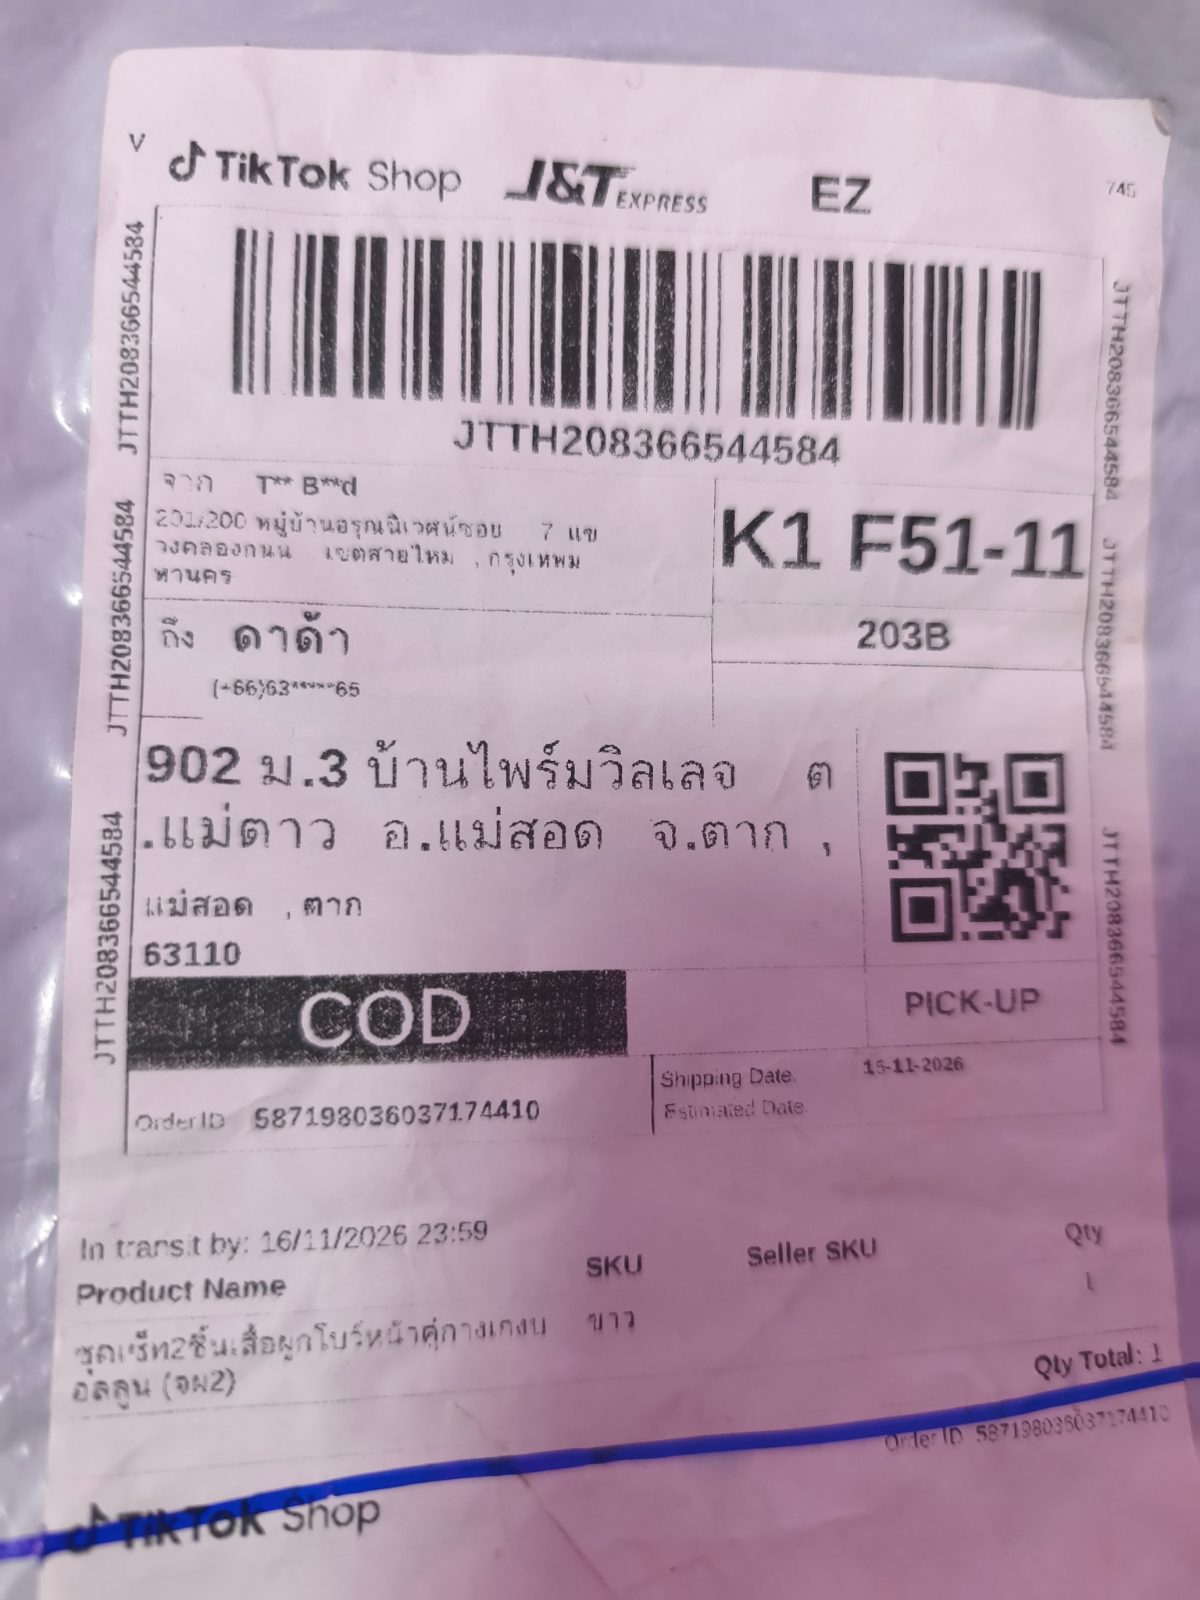 V
TikTok Shop J&T EXPRESS EZ 745
JTTH208366544584
จาก T** B**d
201/200 หมู่บ้านอรุณนิเวศน์ซอย 7 แข
วงคลองถนน เขตสายไหม , กรุงเทพม
หานคร
K1 F51-11
203B
ถึง ดาด้า
(+66)63*****65
902 ม.3 บ้านไพร์มวิลเลจ ต
.แม่ตาว อ.แม่สอด จ.ตาก ,
แม่สอด , ตาก
63110
COD
PICK-UP
Order ID 587198036037174410
Shipping Date: 15-11-2026
Estimated Date:
In transit by: 16/11/2026 23:59
Product Name SKU Seller SKU Qty
ชุดเซ็ท2ชิ้นเสื้อผูกโบว์หน้าคู่กางเกงบ ขาว 1
อลลูน (จผ2)
Qty Total: 1
Order ID 587198036037174410
TikTok Shop
JTTH208366544584
JTTH208366544584
JTTH208366544584
JTTH208366544584
JTTH208366544584
JTTH208366544584